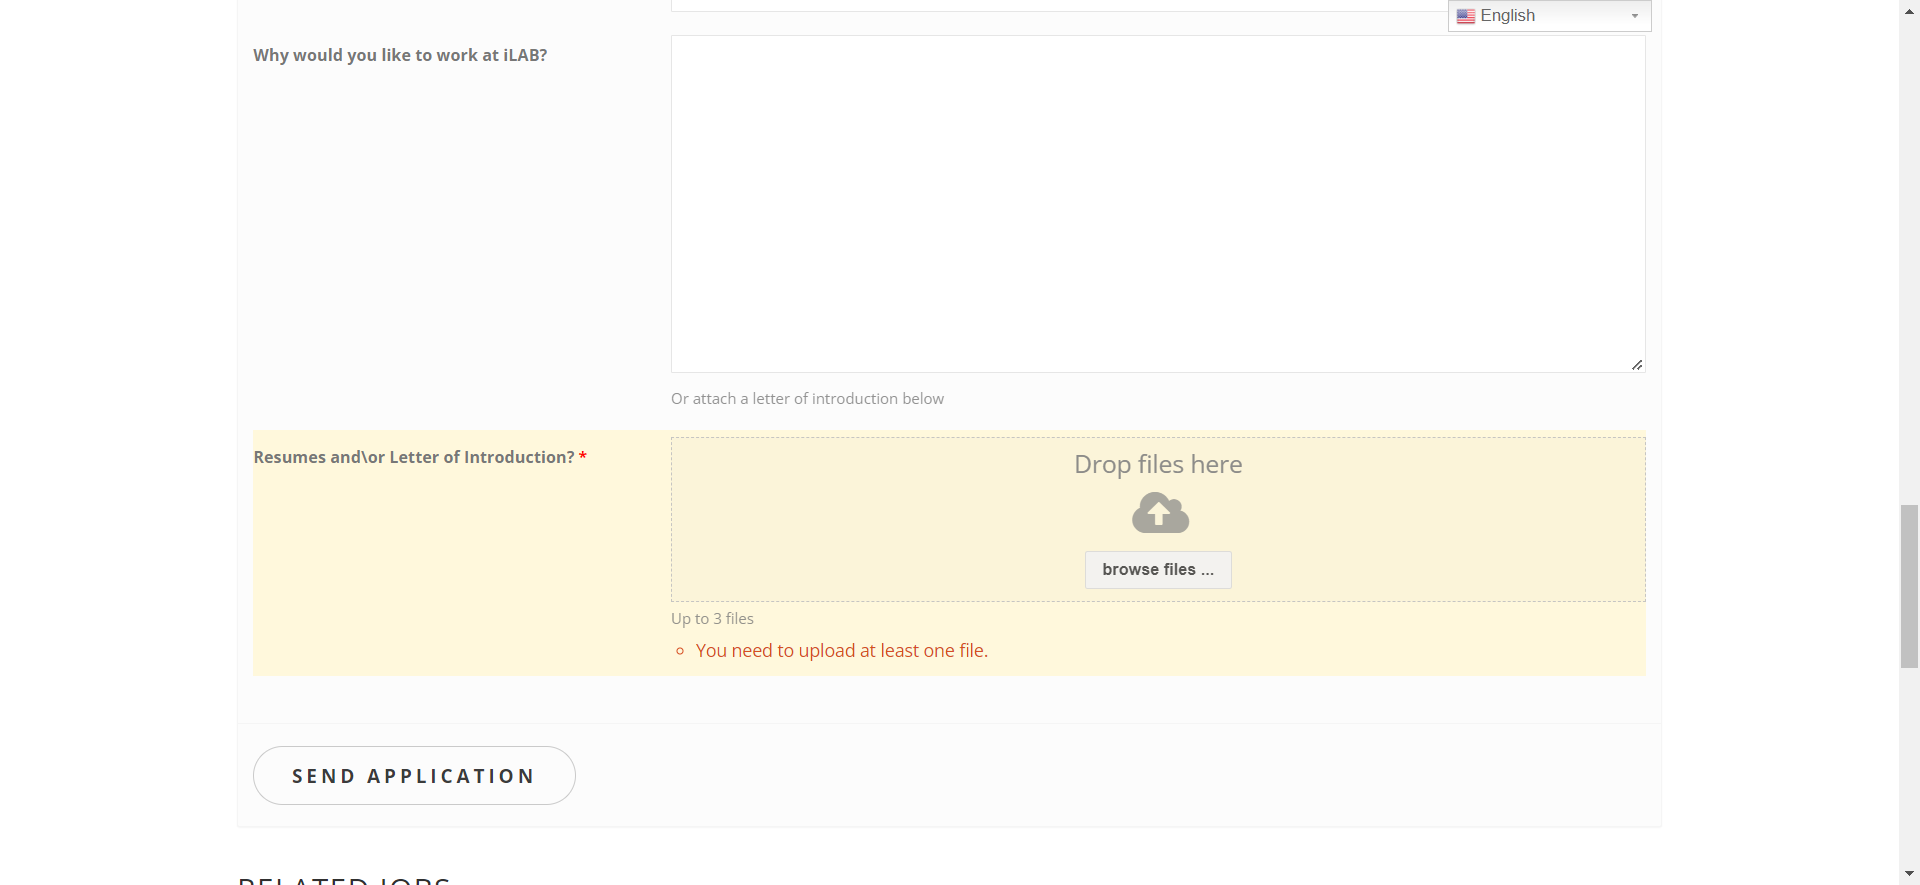 English
Why would you like to work at iLAB?
Or attach a letter of introduction below
Resumes and\or Letter of Introduction? *
Drop files here
browse files ...
Up to 3 files
You need to upload at least one file.
SEND APPLICATION
RELATED JOBS